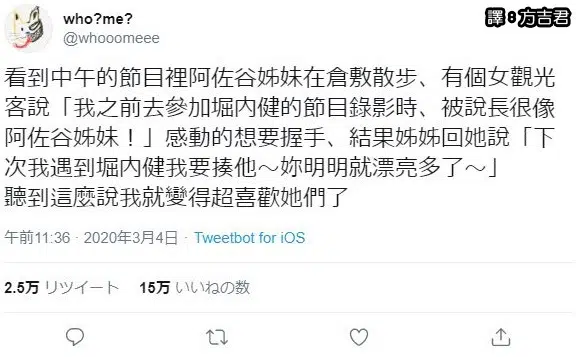 譯:方吉君
who?me?
@whooomeee
看到中午的節目裡阿佐谷姊妹在倉敷散步、有個女觀光
客說「我之前去參加堀內健的節目錄影時、被說長很像
阿佐谷姊妹！」感動的想要握手、結果姊姊回她說「下
次我遇到堀內健我要揍他～妳明明就漂亮多了～」
聽到這麼說我就變得超喜歡她們了
午前11:36 · 2020年3月4日 · Tweetbot for iOS
2.5万 リツイート 15万 いいねの数